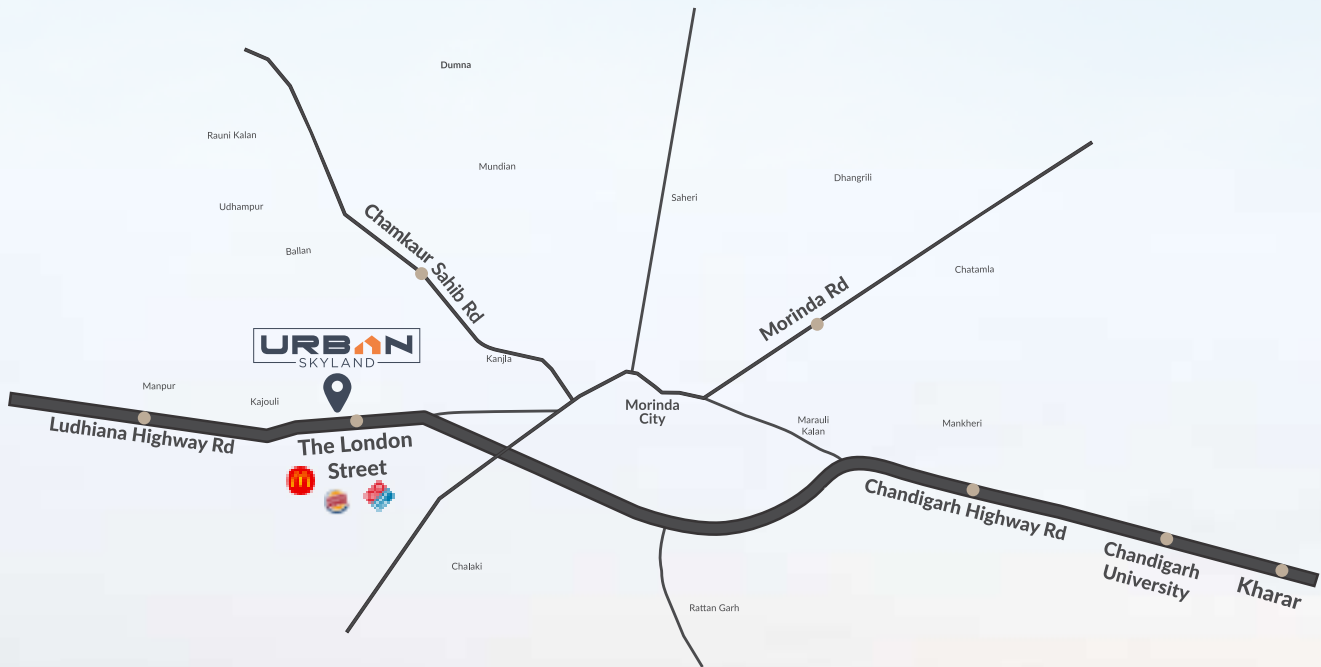 Dumna
Rauni Kalan
Mundian
Dhangrili
Saheri
Udhampur
Chamkaur Sahib Rd
Ballan
Chatamla
Morinda Rd
URBAN
SKYLAND
Kanjla
Manpur
Kajouli
Morinda
City
Marauli
Kalan
Mankheri
Ludhiana Highway Rd
The London
Street
m
Chandigarh Highway Rd
Chandigarh
University
Kharar
Chalaki
Rattan Garh